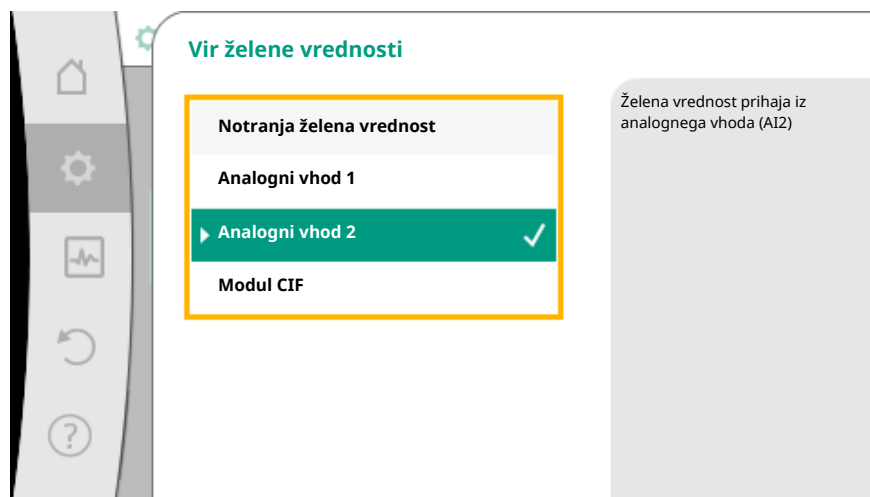 Vir želene vrednosti
Notranja želena vrednost
Analogni vhod 1
Analogni vhod 2
Modul CIF
Želena vrednost prihaja iz
analognega vhoda (AI2)
?